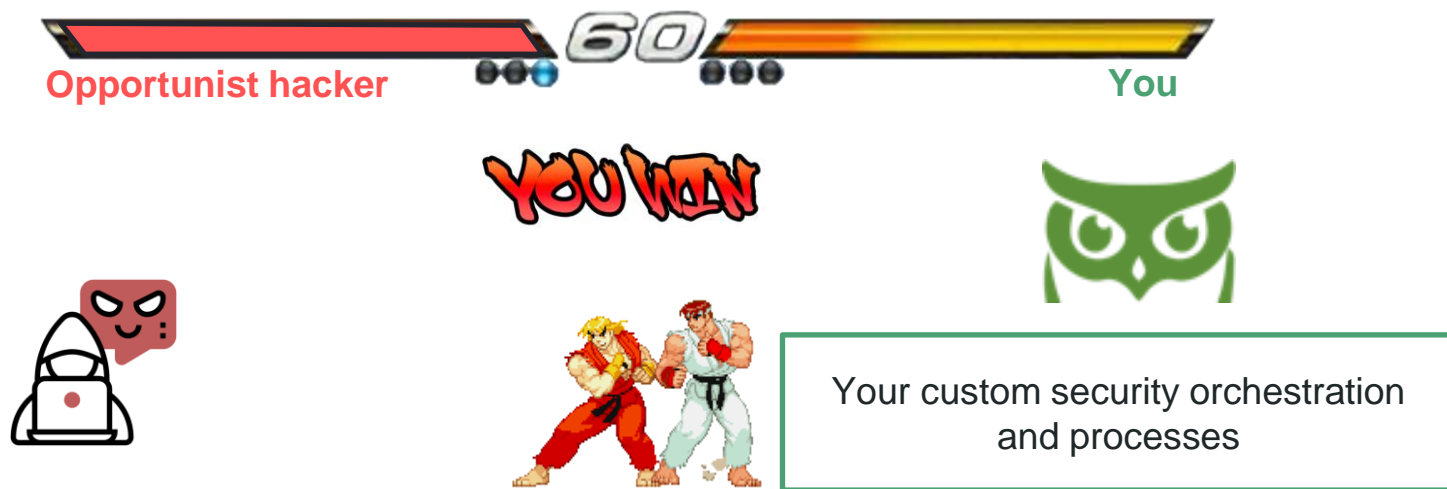 60
Opportunist hacker
You
YOU WIN
Your custom security orchestration
and processes